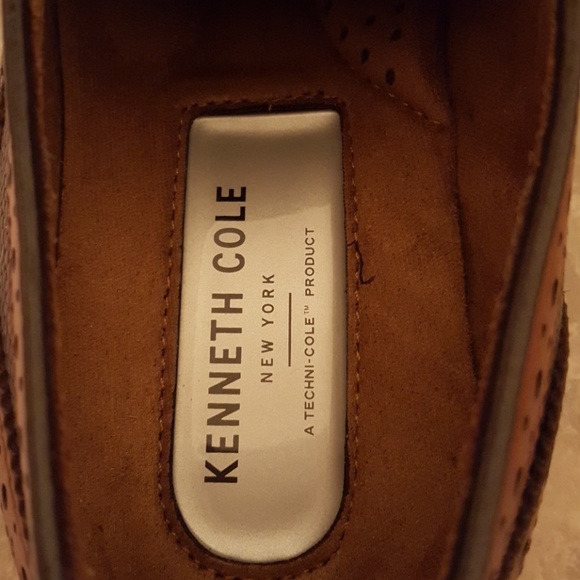 KENNETH COLE
NEW YORK
A TECHNI-COLE™ PRODUCT